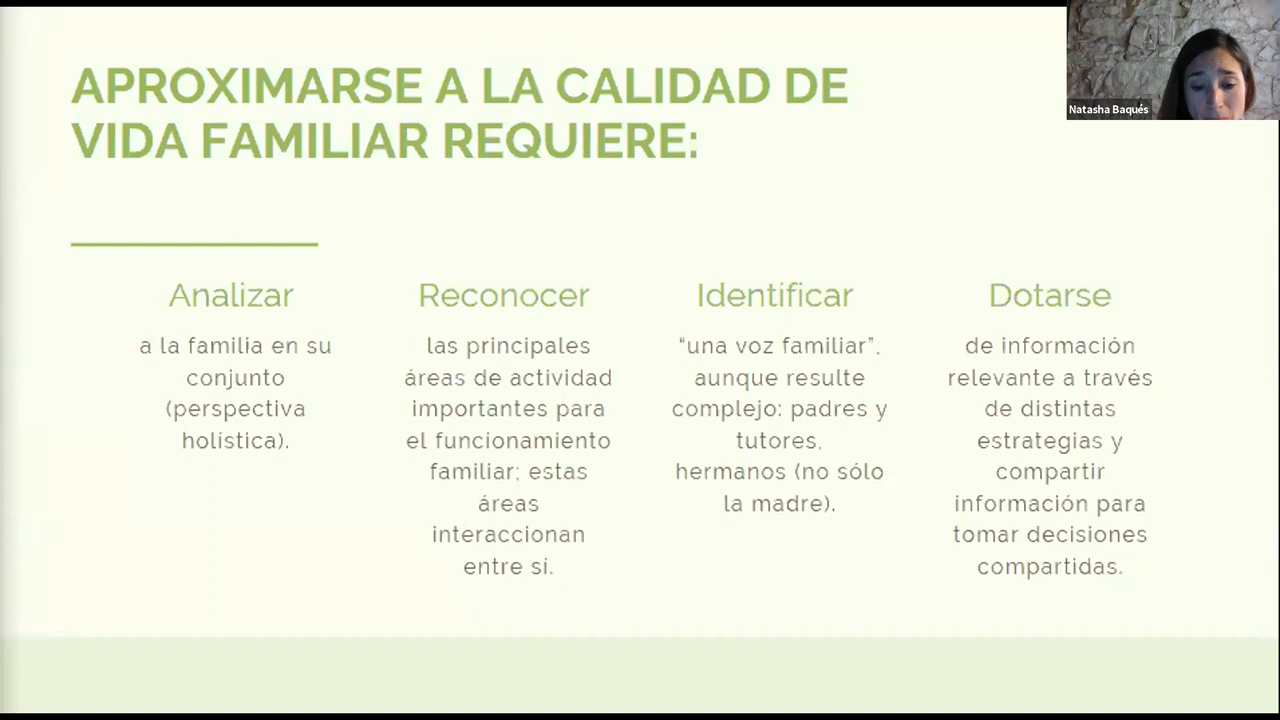 APROXIMARSE A LA CALIDAD DE
VIDA FAMILIAR REQUIERE:
Natasha Baqués
Analizar
a la familia en su
conjunto
(perspectiva
holística).
Reconocer
las principales
áreas de actividad
importantes para
el funcionamiento
familiar; estas
áreas
interaccionan
entre sí.
Identificar
“una voz familiar”,
aunque resulte
complejo: padres y
tutores,
hermanos (no sólo
la madre).
Dotarse
de información
relevante a través
de distintas
estrategias y
compartir
información para
tomar decisiones
compartidas.